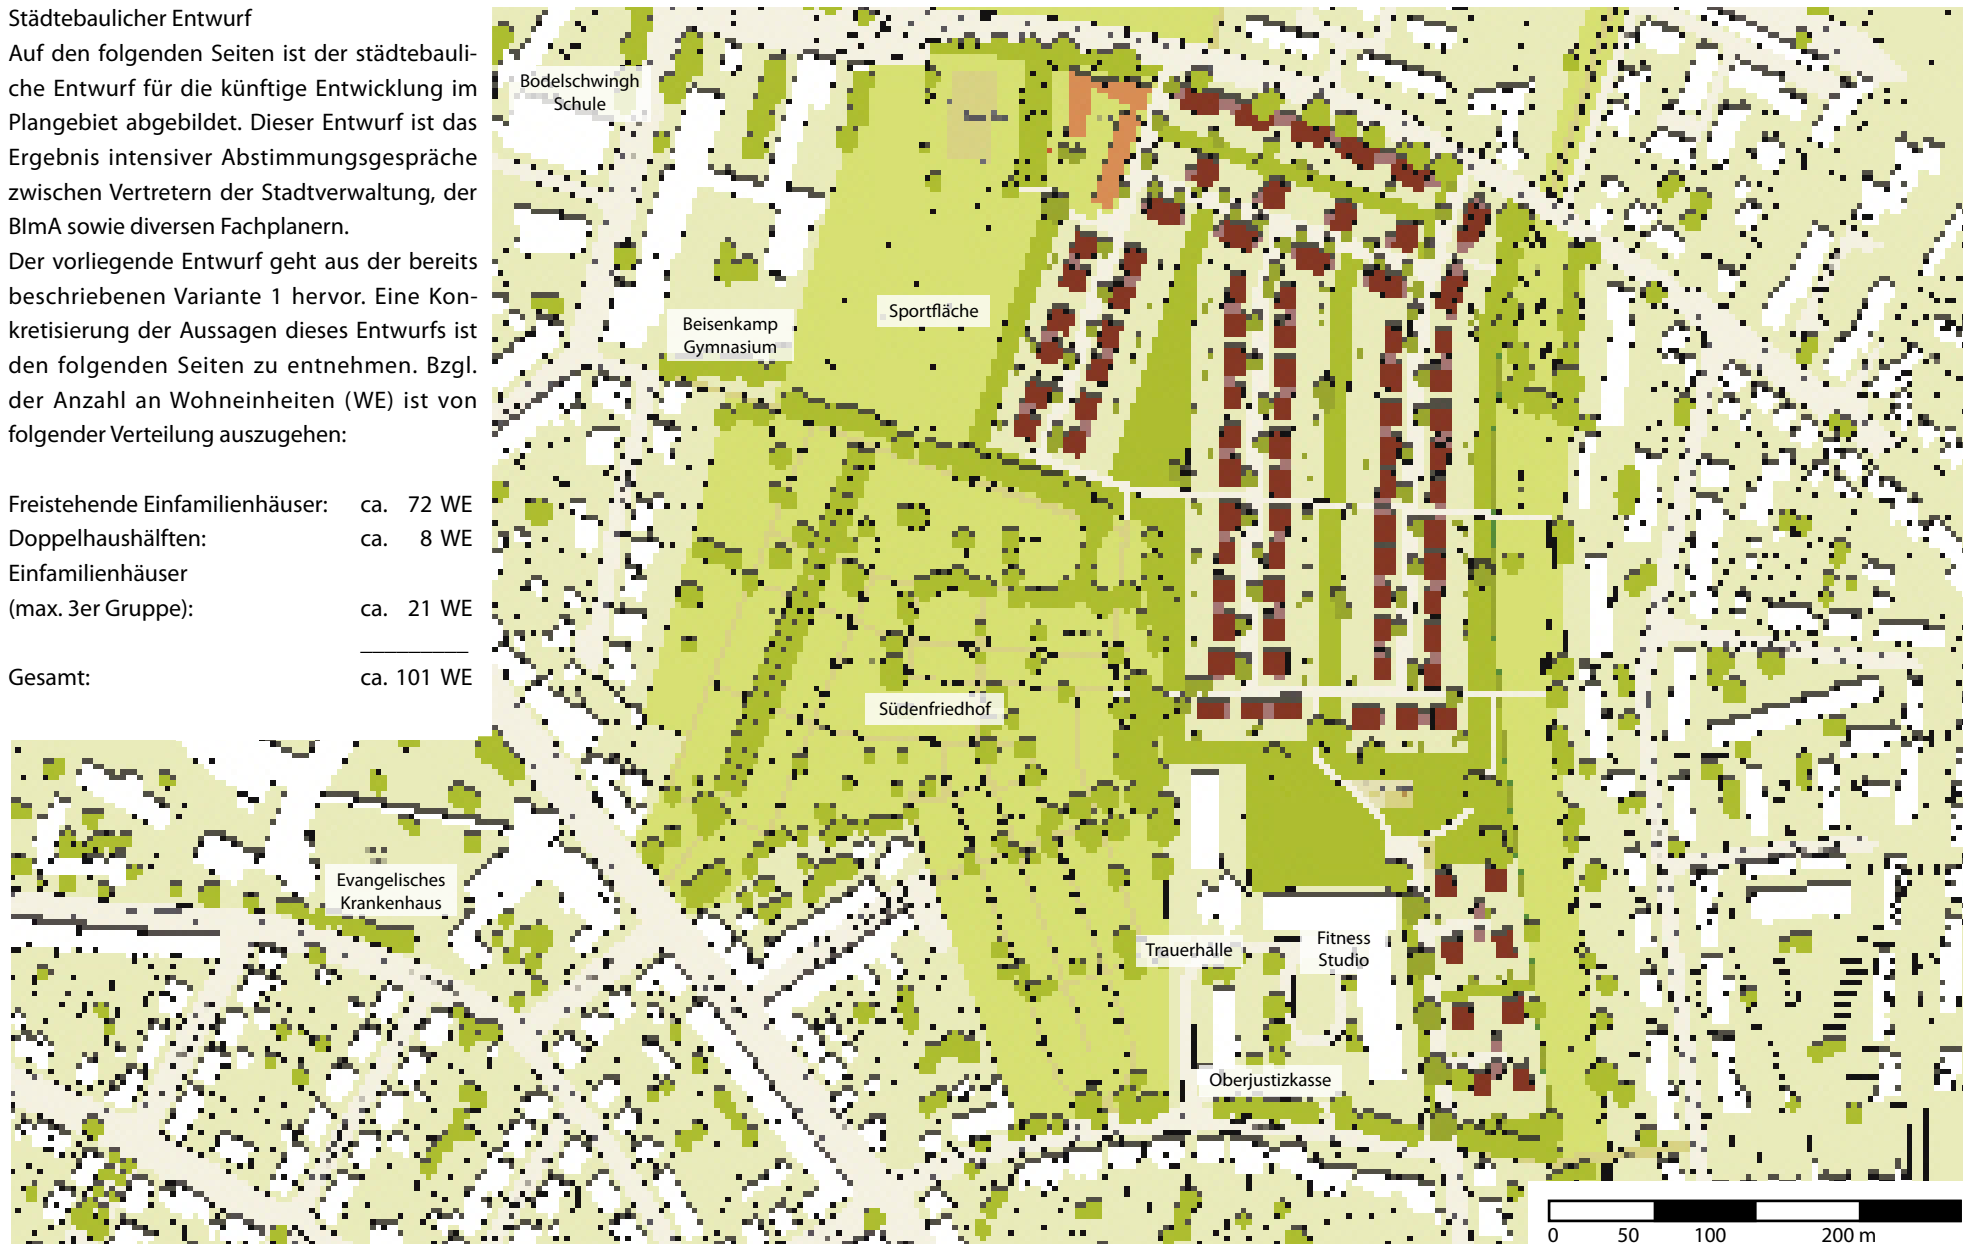 Städtebaulicher Entwurf
Auf den folgenden Seiten ist der städtebauli-
che Entwurf für die künftige Entwicklung im
Plangebiet abgebildet. Dieser Entwurf ist das
Ergebnis intensiver Abstimmungsgespräche
zwischen Vertretern der Stadtverwaltung, der
BImA sowie diversen Fachplanern.
Der vorliegende Entwurf geht aus der bereits
beschriebenen Variante 1 hervor. Eine Kon-
kretisierung der Aussagen dieses Entwurfs ist
den folgenden Seiten zu entnehmen. Bzgl.
der Anzahl an Wohneinheiten (WE) ist von
folgender Verteilung auszugehen:
Freistehende Einfamilienhäuser: ca. 72 WE
Doppelhaushälften: ca. 8 WE
Einfamilienhäuser
(max. 3er Gruppe): ca. 21 WE
Gesamt: ca. 101 WE
Bodelschwingh
Schule
Beisenkamp
Gymnasium
Sportfläche
Südenfriedhof
Evangelisches
Krankenhaus
Trauerhalle
Fitness
Studio
Oberjustizkasse
0 50 100 200 m